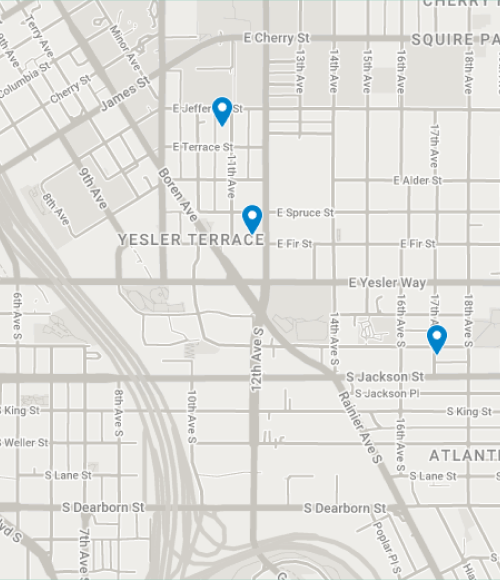 CHERRY
E Cherry St
SQUIRE PA
Terry Ave
Minor Ave
9th Ave
13th Ave
14th Ave
15th Ave
16th Ave
18th Ave
Columbia St
Cherry St
James St
E Jeffer St
17th Ave
E Terrace St
11th Ave
9th Ave
Boren Ave
E Alder St
8th Ave
E Spruce St
YESLER TERRACE
E Fir St
E Fir St
E Yesler Way
6th Ave S
16th Ave S
17th A
18th Ave S
14th Ave S
12th Ave S
S Jackson St
S Jackson Pl
8th Ave S
10th Ave S
Rainier Ave S
S King St
S King St
16th Ave S
S Weller St
ATLANT
S Lane St
S Lane St
S Dearborn St
S Dearborn St
7th Ave
Poplar Pl S